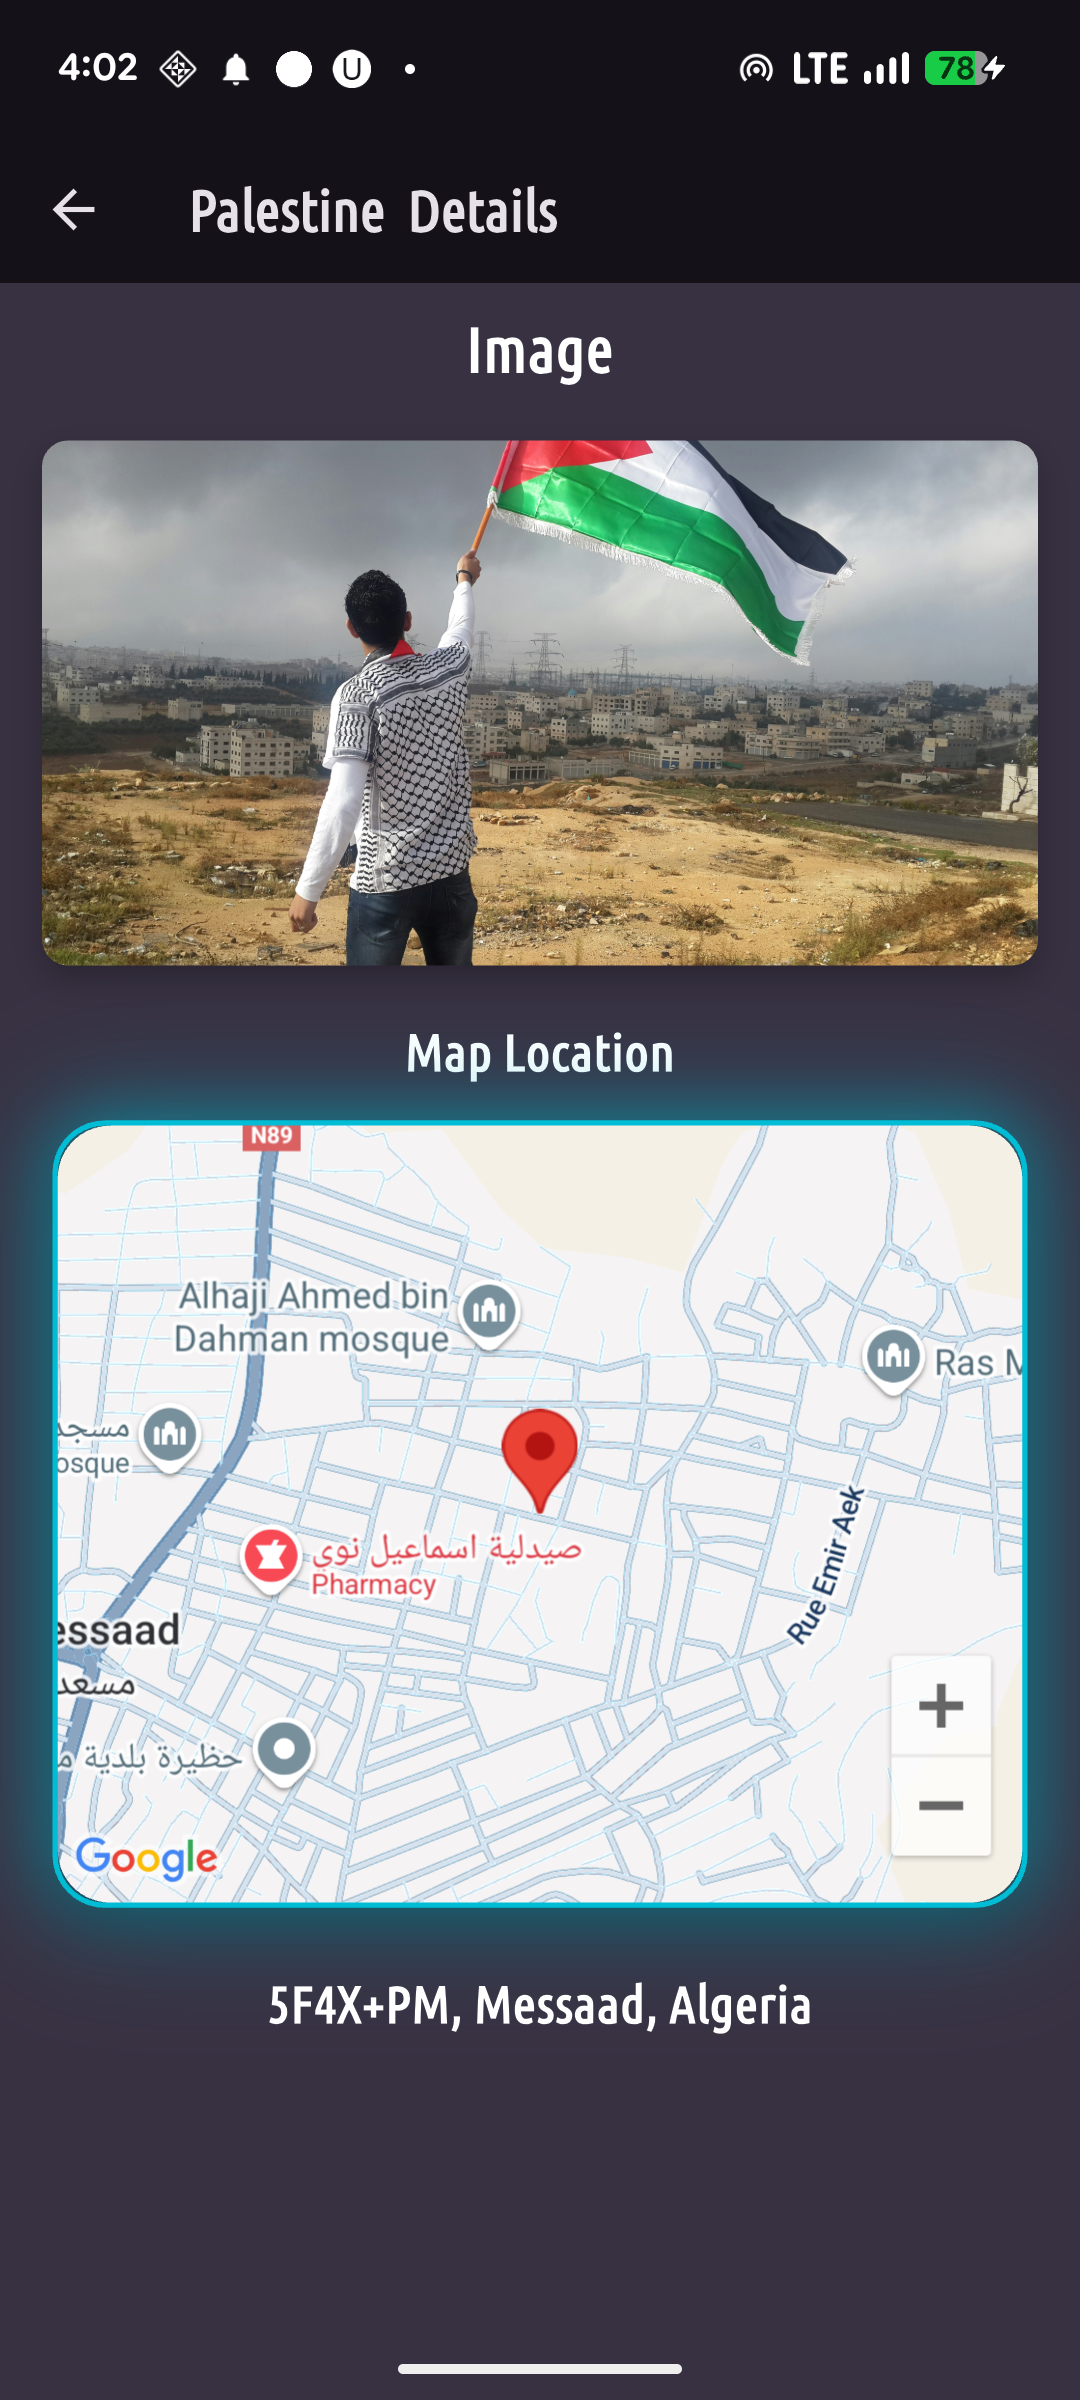 4:02
U
LTE
78
Palestine Details
Image
Map Location
N89
Alhaji Ahmed bin
Dahman mosque
Ras M
مسجد
osque
Rue Emir Aek
صيدلية اسماعيل نوي
Pharmacy
essaad
مسعد
حظيرة بلدية م
Google
5F4X+PM, Messaad, Algeria